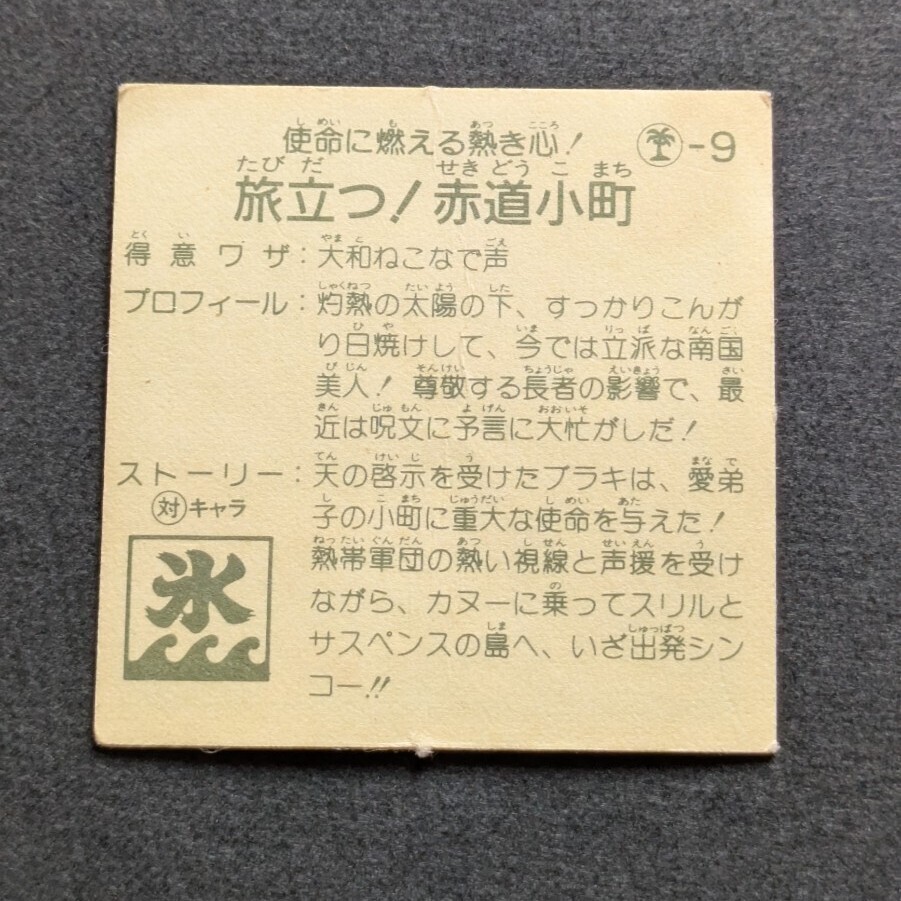 使命に燃える熱き心！ -9
旅立つ！赤道小町
得意ワザ：大和ねこなで声
プロフィール：灼熱の太陽の下、すっかりこんが
り日焼けして、今では立派な南国
美人！ 尊敬する長者の影響で、最
近は呪文に予言に大忙がしだ！
ストーリー：天の啓示を受けたブラキは、愛弟
対キャラ
子の小町に重大な使命を与えた！
熱帯軍団の熱い視線と声援を受け
ながら、カヌーに乗ってスリルと
サスペンスの島へ、いざ出発シン
コー!!
氷